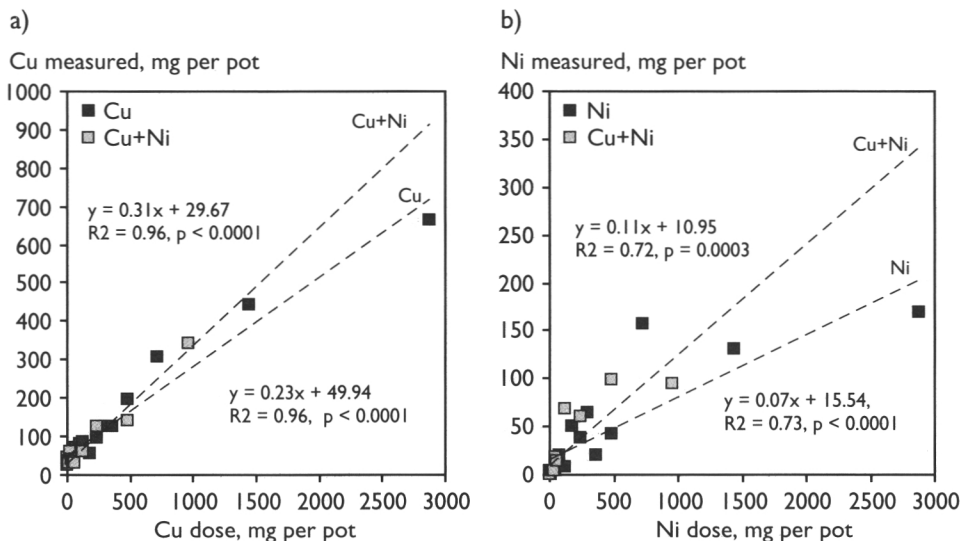 a)
Cu measured, mg per pot
1000
900
800
700
600
500
400
300
200
100
0
Cu
Cu+Ni
Cu+Ni
Cu
y = 0.31x + 29.67
R2 = 0.96, p < 0.0001
y = 0.23x + 49.94
R2 = 0.96, p < 0.0001
0 500 1000 1500 2000 2500 3000
Cu dose, mg per pot
b)
Ni measured, mg per pot
400
350
300
250
200
150
100
50
0
Ni
Cu+Ni
Cu+Ni
y = 0.11x + 10.95
R2 = 0.72, p = 0.0003
Ni
y = 0.07x + 15.54,
R2 = 0.73, p < 0.0001
0 500 1000 1500 2000 2500 3000
Ni dose, mg per pot